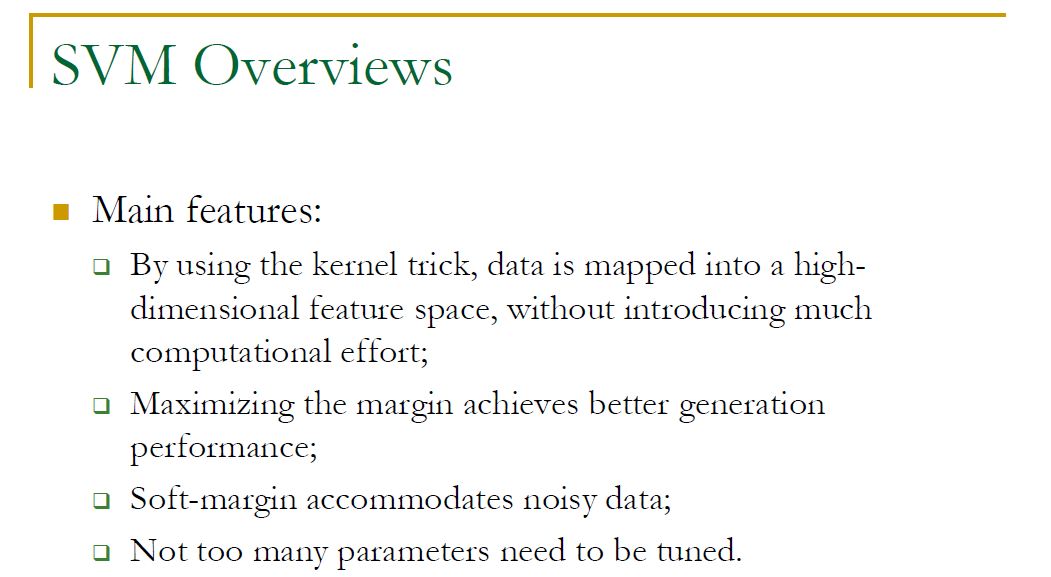 SVM Overviews
Main features:
By using the kernel trick, data is mapped into a high-
dimensional feature space, without introducing much
computational effort;
Maximizing the margin achieves better generation
performance;
Soft-margin accommodates noisy data;
Not too many parameters need to be tuned.